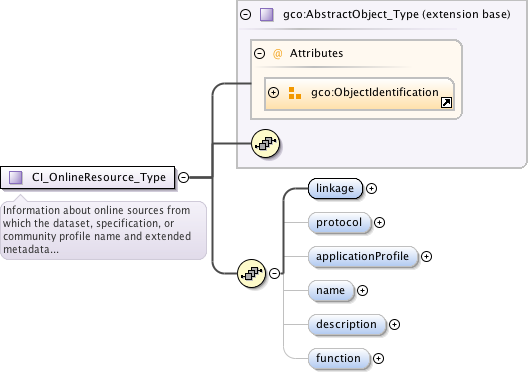 gco:AbstractObject_Type (extension base)
@ Attributes
gco:ObjectIdentification
CI_OnlineResource_Type
Information about online sources from
which the dataset, specification, or
community profile name and extended
metadata...
linkage
protocol
applicationProfile
name
description
function